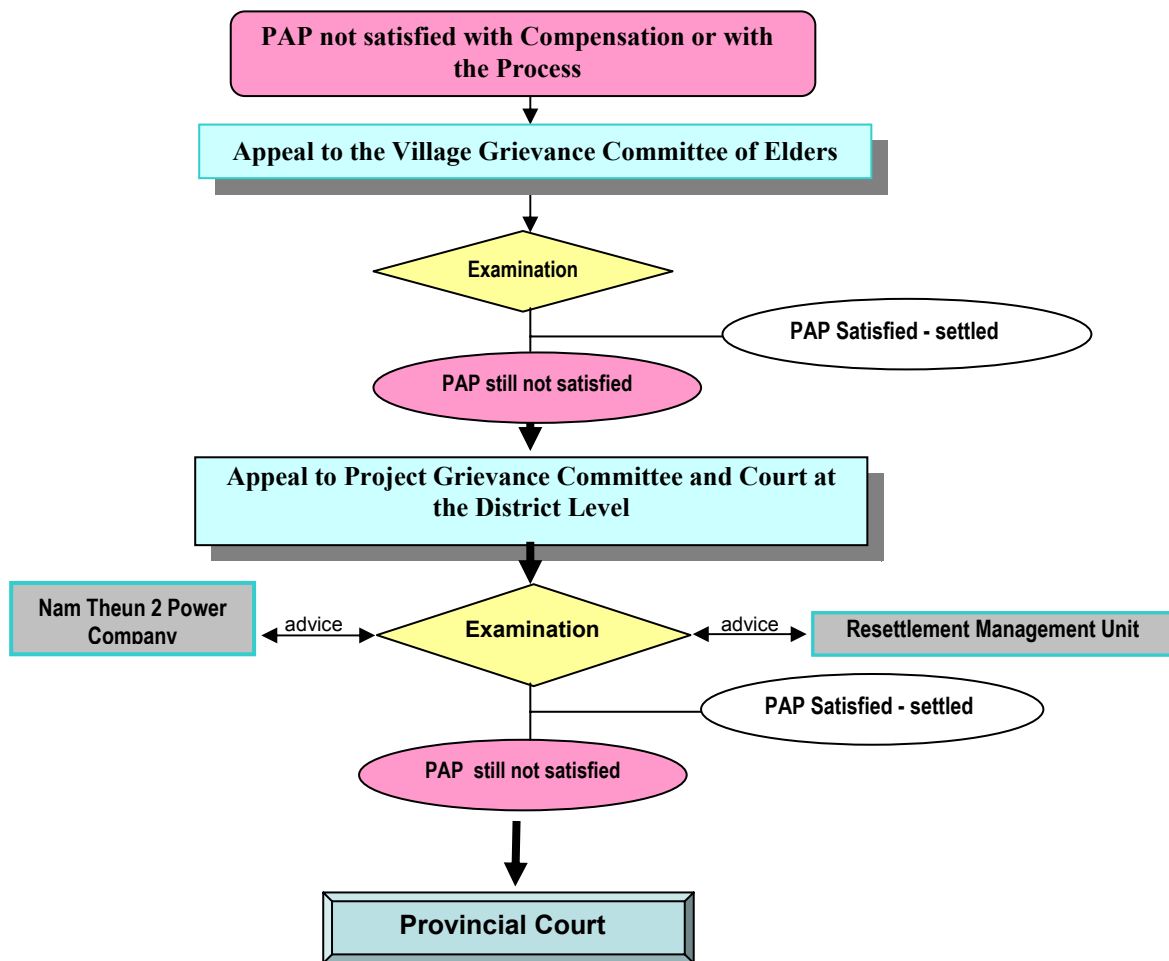 PAP not satisfied with Compensation or with
the Process
Appeal to the Village Grievance Committee of Elders
Examination
PAP Satisfied - settled
PAP still not satisfied
Appeal to Project Grievance Committee and Court at
the District Level
Nam Theun 2 Power
Company
advice
Examination
advice
Resettlement Management Unit
PAP Satisfied - settled
PAP still not satisfied
Provincial Court